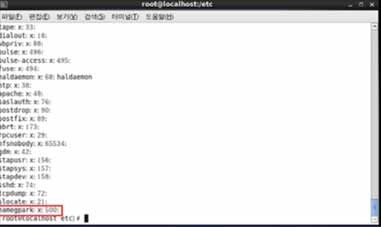 root@localhost:/etc
파일(F) 편집(E) 보기(V) 검색(S) 터미널(T) 도움말(H)
tape:x:33:
dialout:x:18:
wbpriv:x:88:
pulse:x:496:
pulse-access:x:495:
fuse:x:494:
haldaemon:x:68:haldaemon
ntp:x:38:
apache:x:48:
saslauth:x:76:
postdrop:x:90:
postfix:x:89:
abrt:x:173:
rpcuser:x:29:
nfsnobody:x:65534:
gdm:x:42:
stapusr:x:156:
stapsys:x:157:
stapdev:x:158:
sshd:x:74:
tcpdump:x:72:
slocate:x:21:
namegpark:x:500:
[root@localhost etc]#